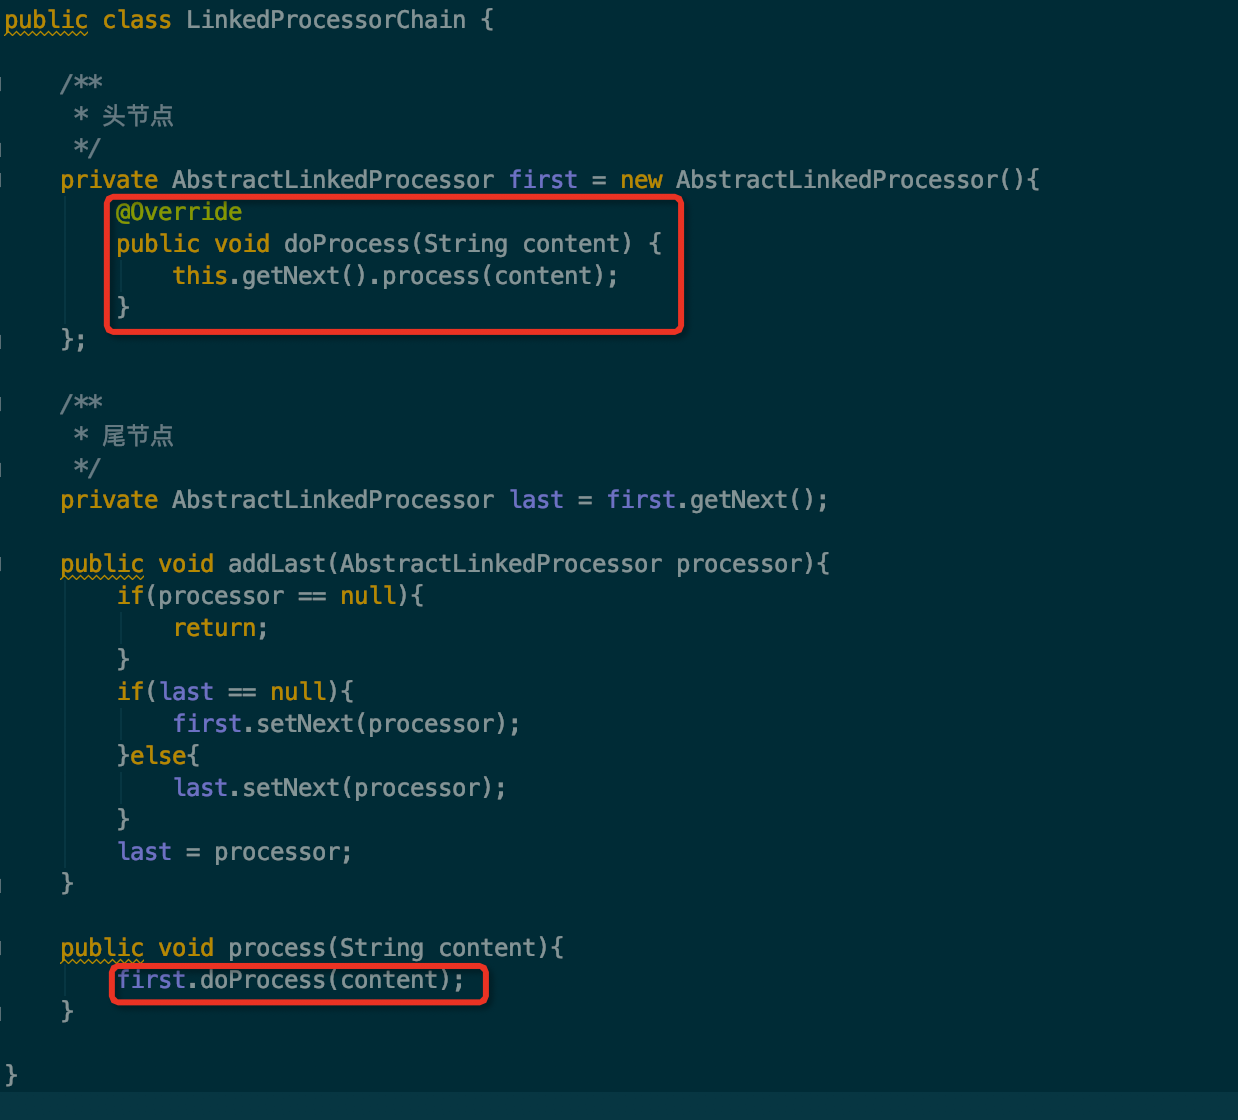 public class LinkedProcessorChain {
/**
* 头节点
*/
private AbstractLinkedProcessor first = new AbstractLinkedProcessor(){
@Override
public void doProcess(String content) {
this.getNext().process(content);
}
};
/**
* 尾节点
*/
private AbstractLinkedProcessor last = first.getNext();
public void addLast(AbstractLinkedProcessor processor){
if(processor == null){
return;
}
if(last == null){
first.setNext(processor);
}else{
last.setNext(processor);
}
last = processor;
}
public void process(String content){
first.doProcess(content);
}
}